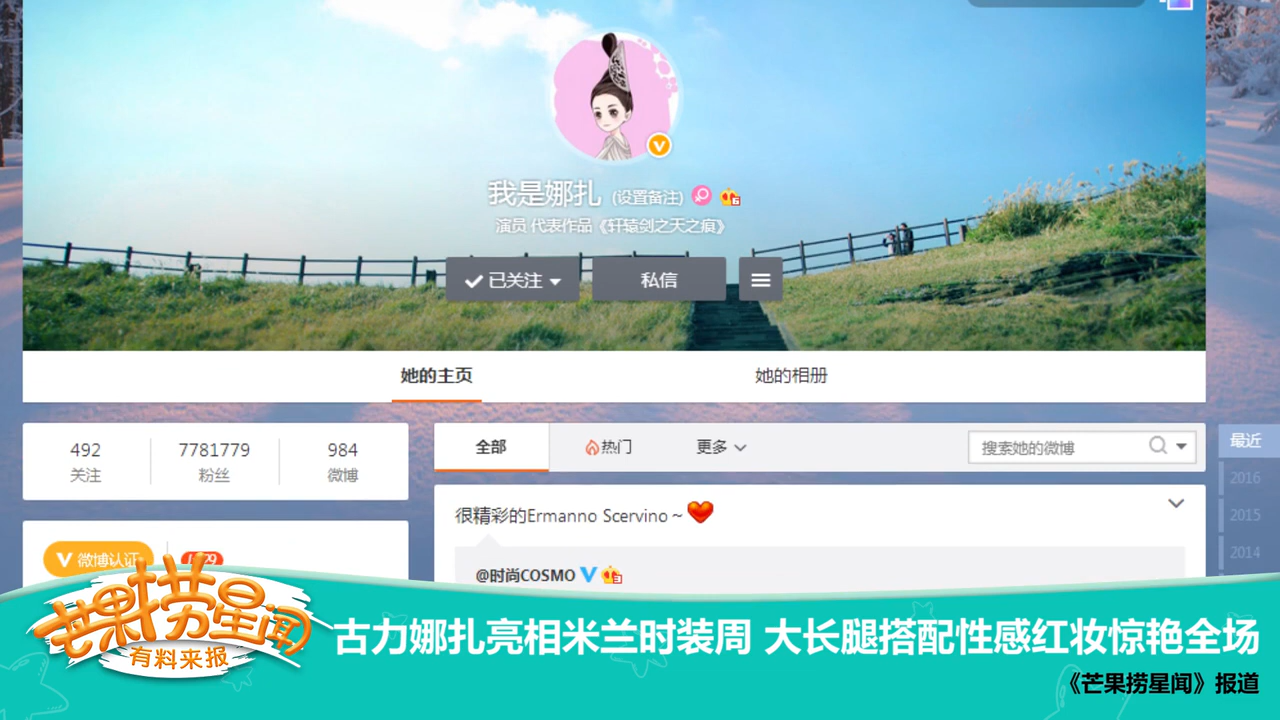 我是娜扎 (设置备注)
演员 代表作品《轩辕剑之天之痕》
已关注
私信
她的主页
她的相册
492
7781779
984
关注
粉丝
微博
全部
热门
更多
搜索她的微博
最近
2016
2015
2014
很精彩的Ermanno Scervino～
@时尚COSMO
V 微博认证
芒果捞星闻
有料来报
古力娜扎亮相米兰时装周 大长腿搭配性感红妆惊艳全场
《芒果捞星闻》报道